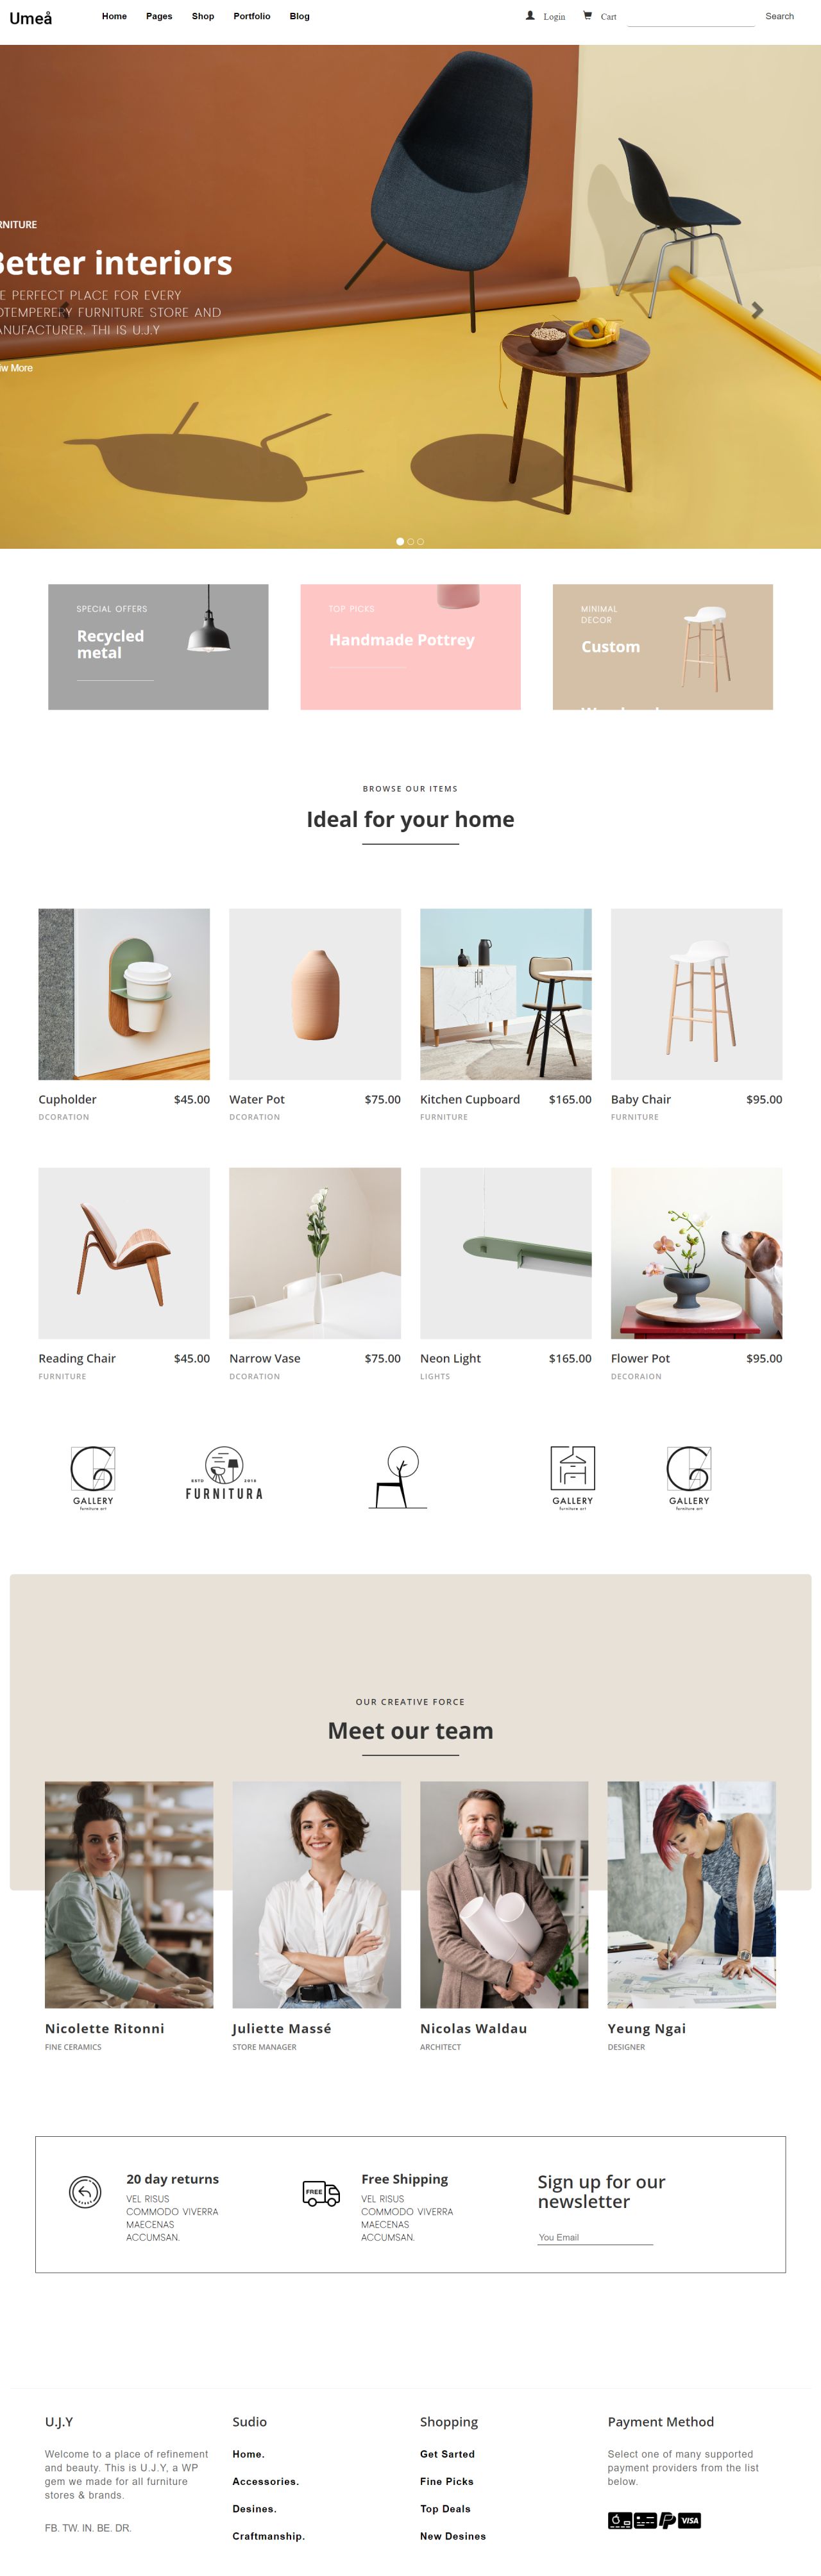 Umeå
Home Pages Shop Portfolio Blog
Login Cart Search
RNITURE
Better interiors
E PERFECT PLACE FOR EVERY
OTEMPERERY FURNITURE STORE AND
ANUFACTURER. THI IS U.J.Y
iw More
SPECIAL OFFERS
Recycled
metal
TOP PICKS
Handmade Pottrey
MINIMAL
DECOR
Custom
BROWSE OUR ITEMS
Ideal for your home
Cupholder $45.00
DCORATION
Water Pot $75.00
DCORATION
Kitchen Cupboard $165.00
FURNITURE
Baby Chair $95.00
FURNITURE
Reading Chair $45.00
FURNITURE
Narrow Vase $75.00
DCORATION
Neon Light $165.00
LIGHTS
Flower Pot $95.00
DECORAION
GALLERY
furniture art
ESTD 2018
FURNITURA
GALLERY
furniture art
GALLERY
furniture art
OUR CREATIVE FORCE
Meet our team
Nicolette Ritonni
FINE CERAMICS
Juliette Massé
STORE MANAGER
Nicolas Waldau
ARCHITECT
Yeung Ngai
DESIGNER
20 day returns
VEL RISUS
COMMODO VIVERRA
MAECENAS
ACCUMSAN.
FREE
Free Shipping
VEL RISUS
COMMODO VIVERRA
MAECENAS
ACCUMSAN.
Sign up for our
newsletter
You Email
U.J.Y
Welcome to a place of refinement
and beauty. This is U.J.Y, a WP
gem we made for all furniture
stores & brands.
FB. TW. IN. BE. DR.
Sudio
Home.
Accessories.
Desines.
Craftmanship.
Shopping
Get Sarted
Fine Picks
Top Deals
New Desines
Payment Method
Select one of many supported
payment providers from the list
below.
VISA